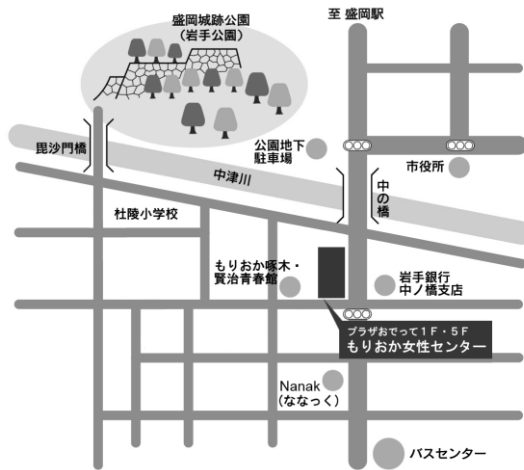 盛岡城跡公園
（岩手公園）
至 盛岡駅
毘沙門橋
公園地下
駐車場
市役所
中津川
中の橋
杜陵小学校
もりおか啄木・
賢治青春館
岩手銀行
中ノ橋支店
プラザおでって1F・5F
もりおか女性センター
Nanak
（ななっく）
バスセンター